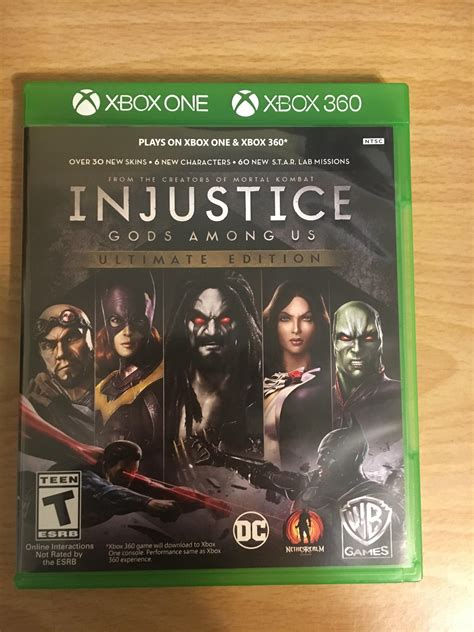 XBOX ONE XBOX 360
PLAYS ON XBOX ONE & XBOX 360*
NTSC
OVER 30 NEW SKINS • 6 NEW CHARACTERS • 60 NEW S.T.A.R. LAB MISSIONS
FROM THE CREATORS OF MORTAL KOMBAT
INJUSTICE
GODS AMONG US
ULTIMATE EDITION
TEEN
T
ESRB
Online Interactions
Not Rated by
the ESRB
*Xbox 360 game will download to Xbox
One console. Performance same as Xbox
experience.
DC
NETHERREALM
WB
GAMES